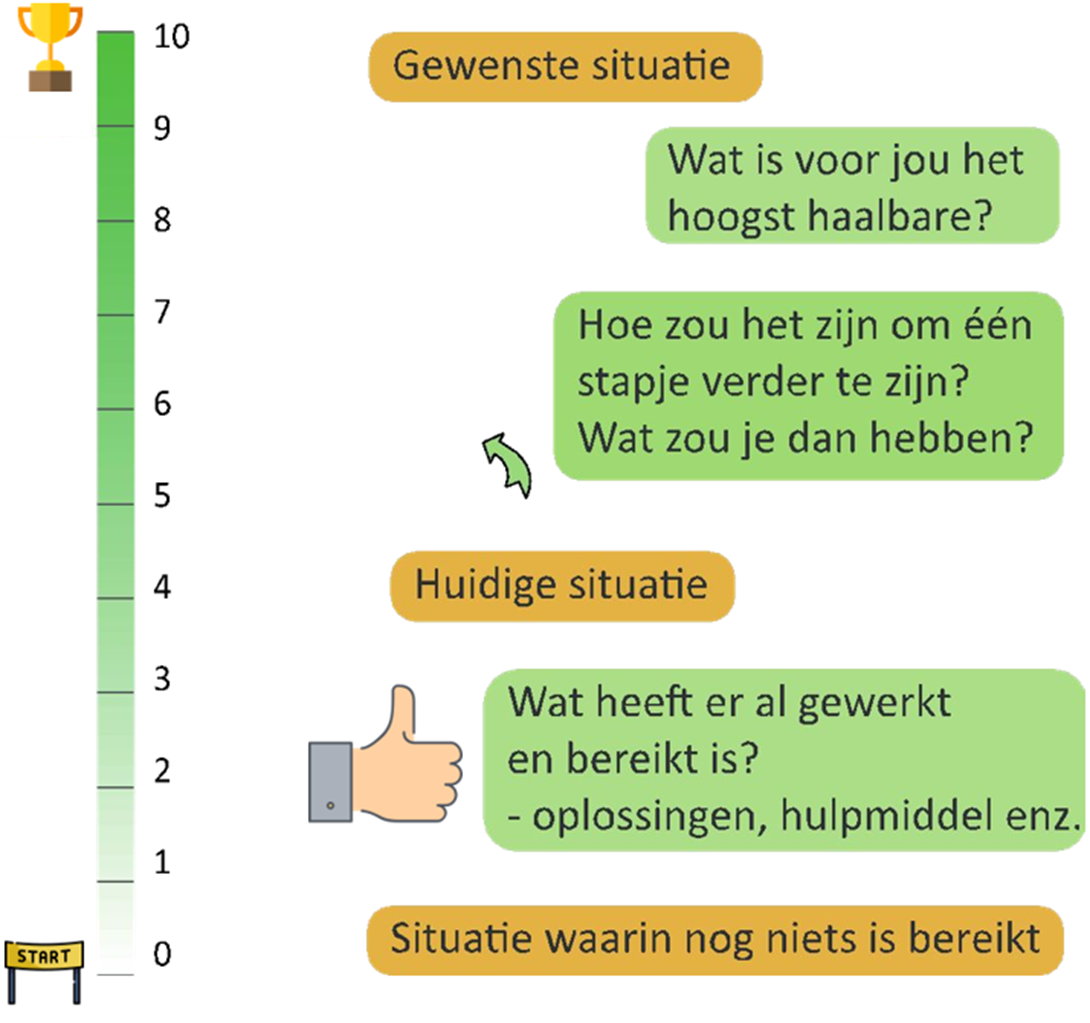 10
Gewenste situatie
9
Wat is voor jou het
hoogst haalbare?
8
7
Hoe zou het zijn om één
stapje verder te zijn?
Wat zou je dan hebben?
6
5
4
Huidige situatie
3
Wat heeft er al gewerkt
en bereikt is?
- oplossingen, hulpmiddel enz.
2
1
0
START
Situatie waarin nog niets is bereikt